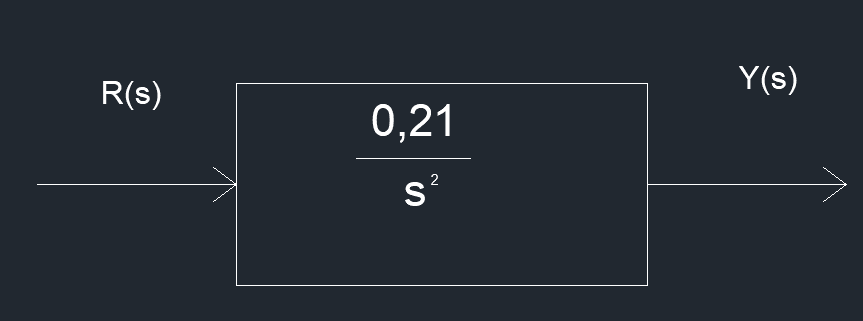 R(s)
Y(s)
0,21
s²